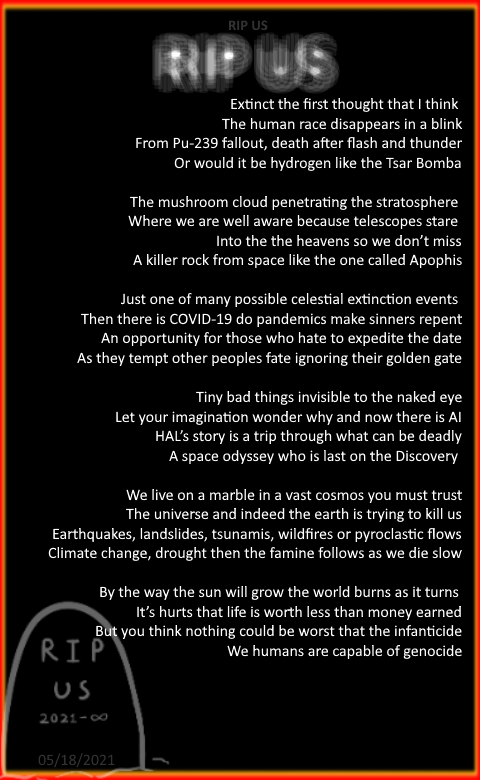 RIP US
RIP US
Extinct the first thought that I think
The human race disappears in a blink
From Pu-239 fallout, death after flash and thunder
Or would it be hydrogen like the Tsar Bomba
The mushroom cloud penetrating the stratosphere
Where we are well aware because telescopes stare
Into the the heavens so we don't miss
A killer rock from space like the one called Apophis
Just one of many possible celestial extinction events
Then there is COVID-19 do pandemics make sinners repent
An opportunity for those who hate to expedite the date
As they tempt other peoples fate ignoring their golden gate
Tiny bad things invisible to the naked eye
Let your imagination wonder why and now there is AI
HAL's story is a trip through what can be deadly
A space odyssey who is last on the Discovery
We live on a marble in a vast cosmos you must trust
The universe and indeed the earth is trying to kill us
Earthquakes, landslides, tsunamis, wildfires or pyroclastic flows
Climate change, drought then the famine follows as we die slow
By the way the sun will grow the world burns as it turns
It's hurts that life is worth less than money earned
But you think nothing could be worst that the infanticide
We humans are capable of genocide
RIP
US
2021-∞
05/18/2021